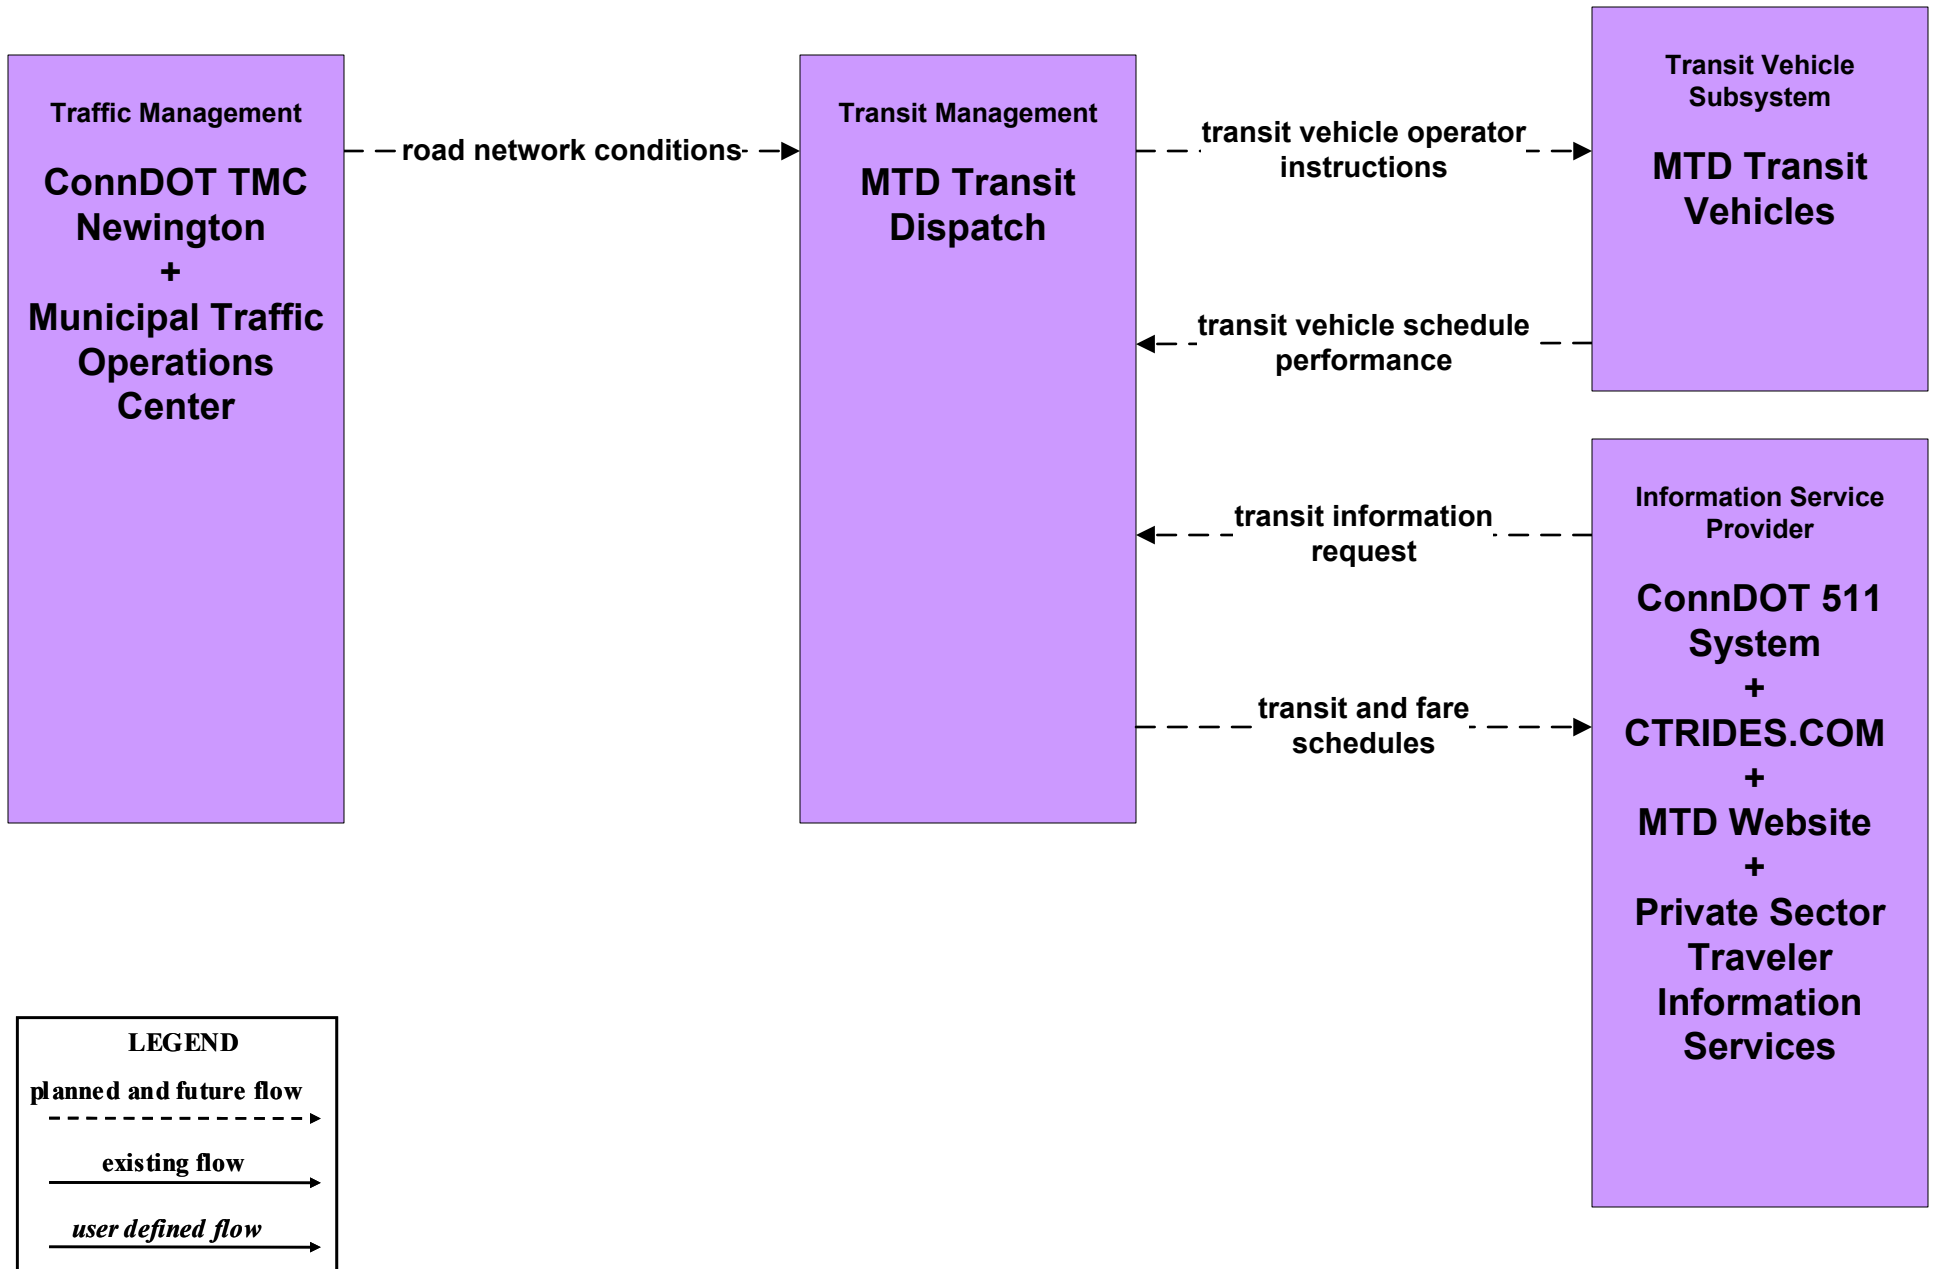 Traffic Management
ConnDOT TMC
Newington
+
Municipal Traffic
Operations
Center
road network conditions
Transit Management
MTD Transit
Dispatch
transit vehicle operator
instructions
transit vehicle schedule
performance
transit information
request
transit and fare
schedules
Transit Vehicle
Subsystem
MTD Transit
Vehicles
Information Service
Provider
ConnDOT 511
System
+
CTRIDES.COM
+
MTD Website
+
Private Sector
Traveler
Information
Services
LEGEND
planned and future flow
existing flow
user defined flow